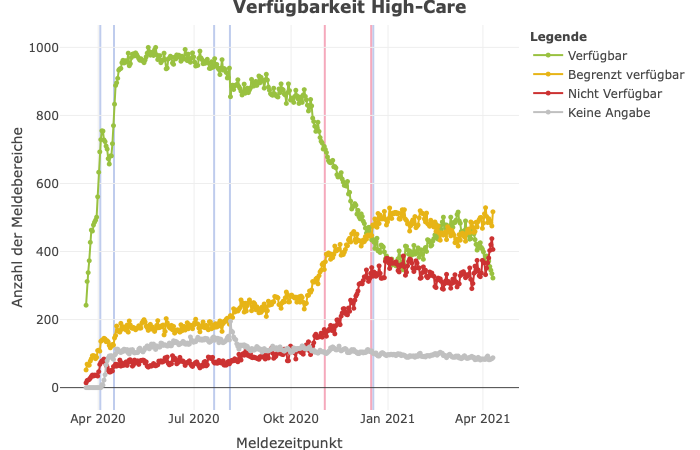 Verfügbarkeit High-Care
Legende
Verfügbar
Begrenzt verfügbar
Nicht Verfügbar
Keine Angabe
Anzahl der Meldebereiche
1000
800
600
400
200
0
Apr 2020
Jul 2020
Okt 2020
Jan 2021
Apr 2021
Meldezeitpunkt